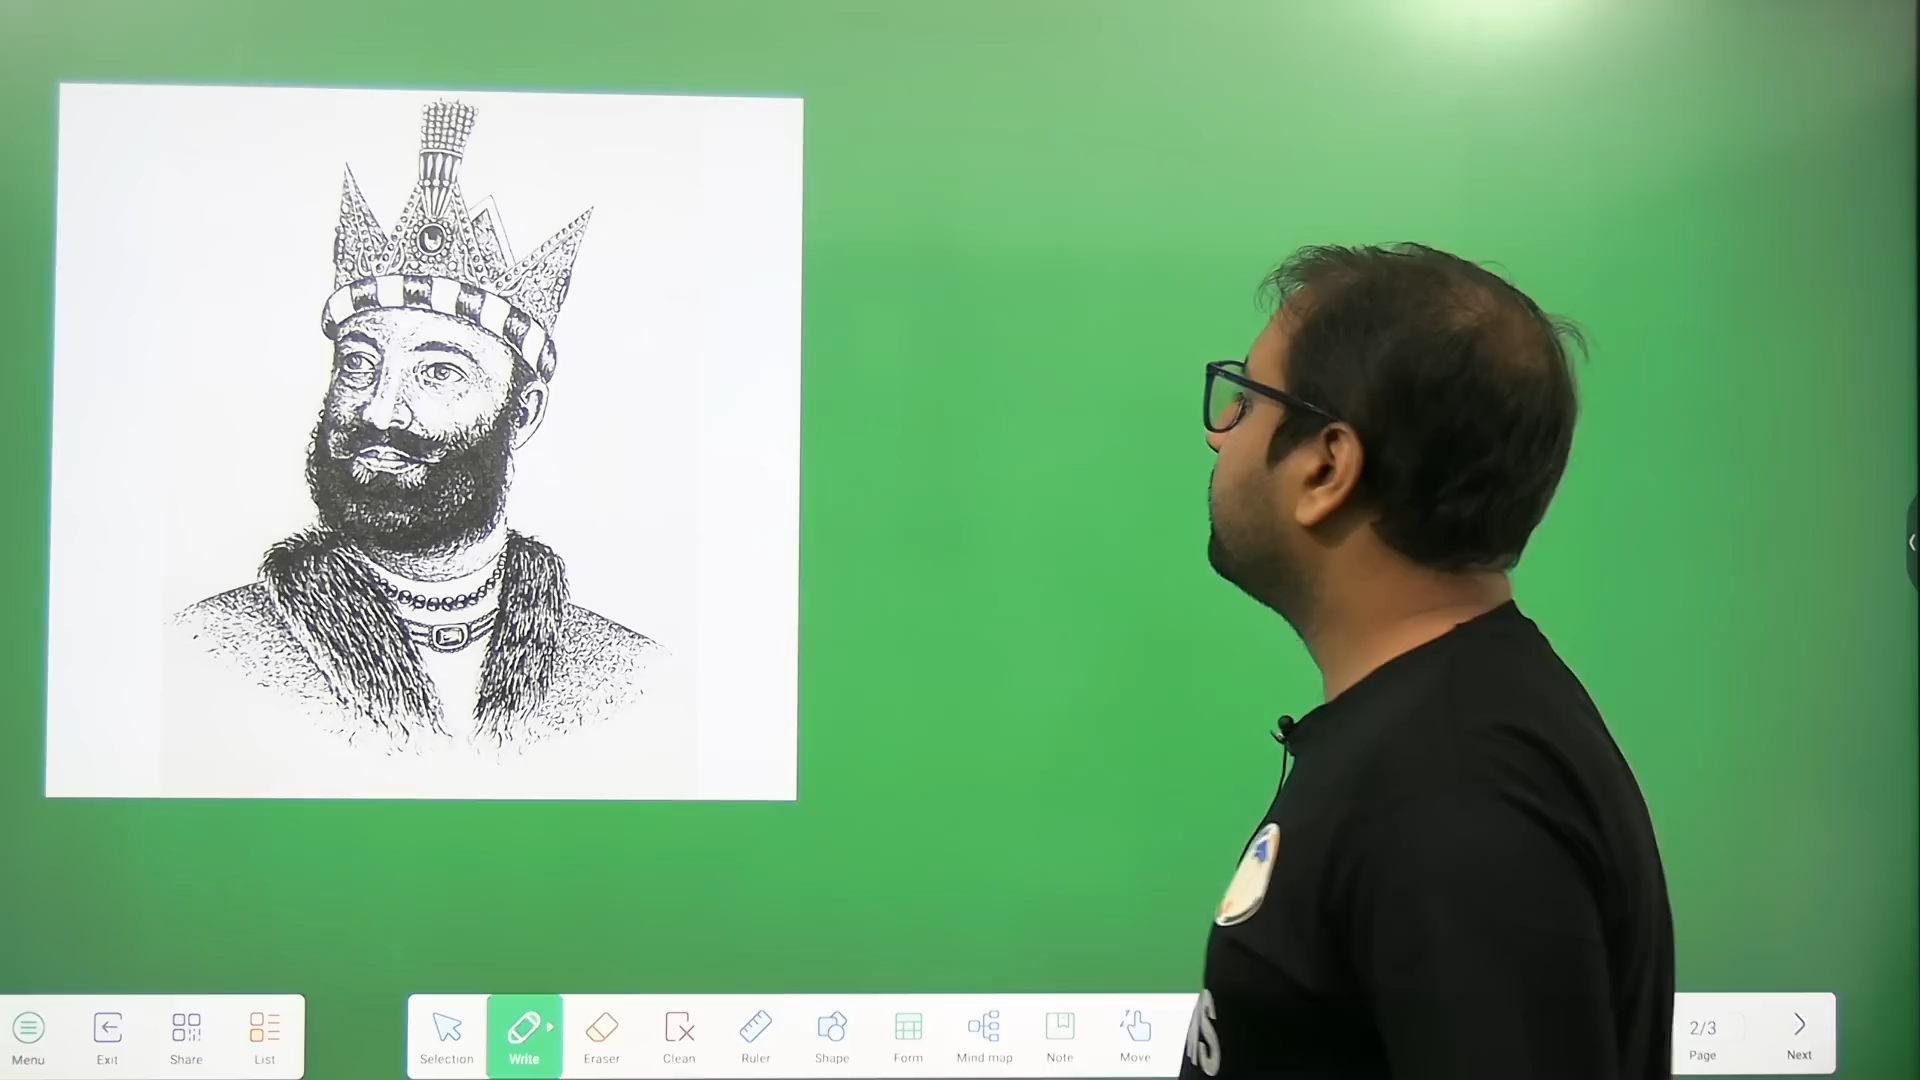 Menu
Exit
Share
List
Selection
Write
Eraser
Clean
Ruler
Shape
Form
Mind map
Note
Move
2/3
Page
Next